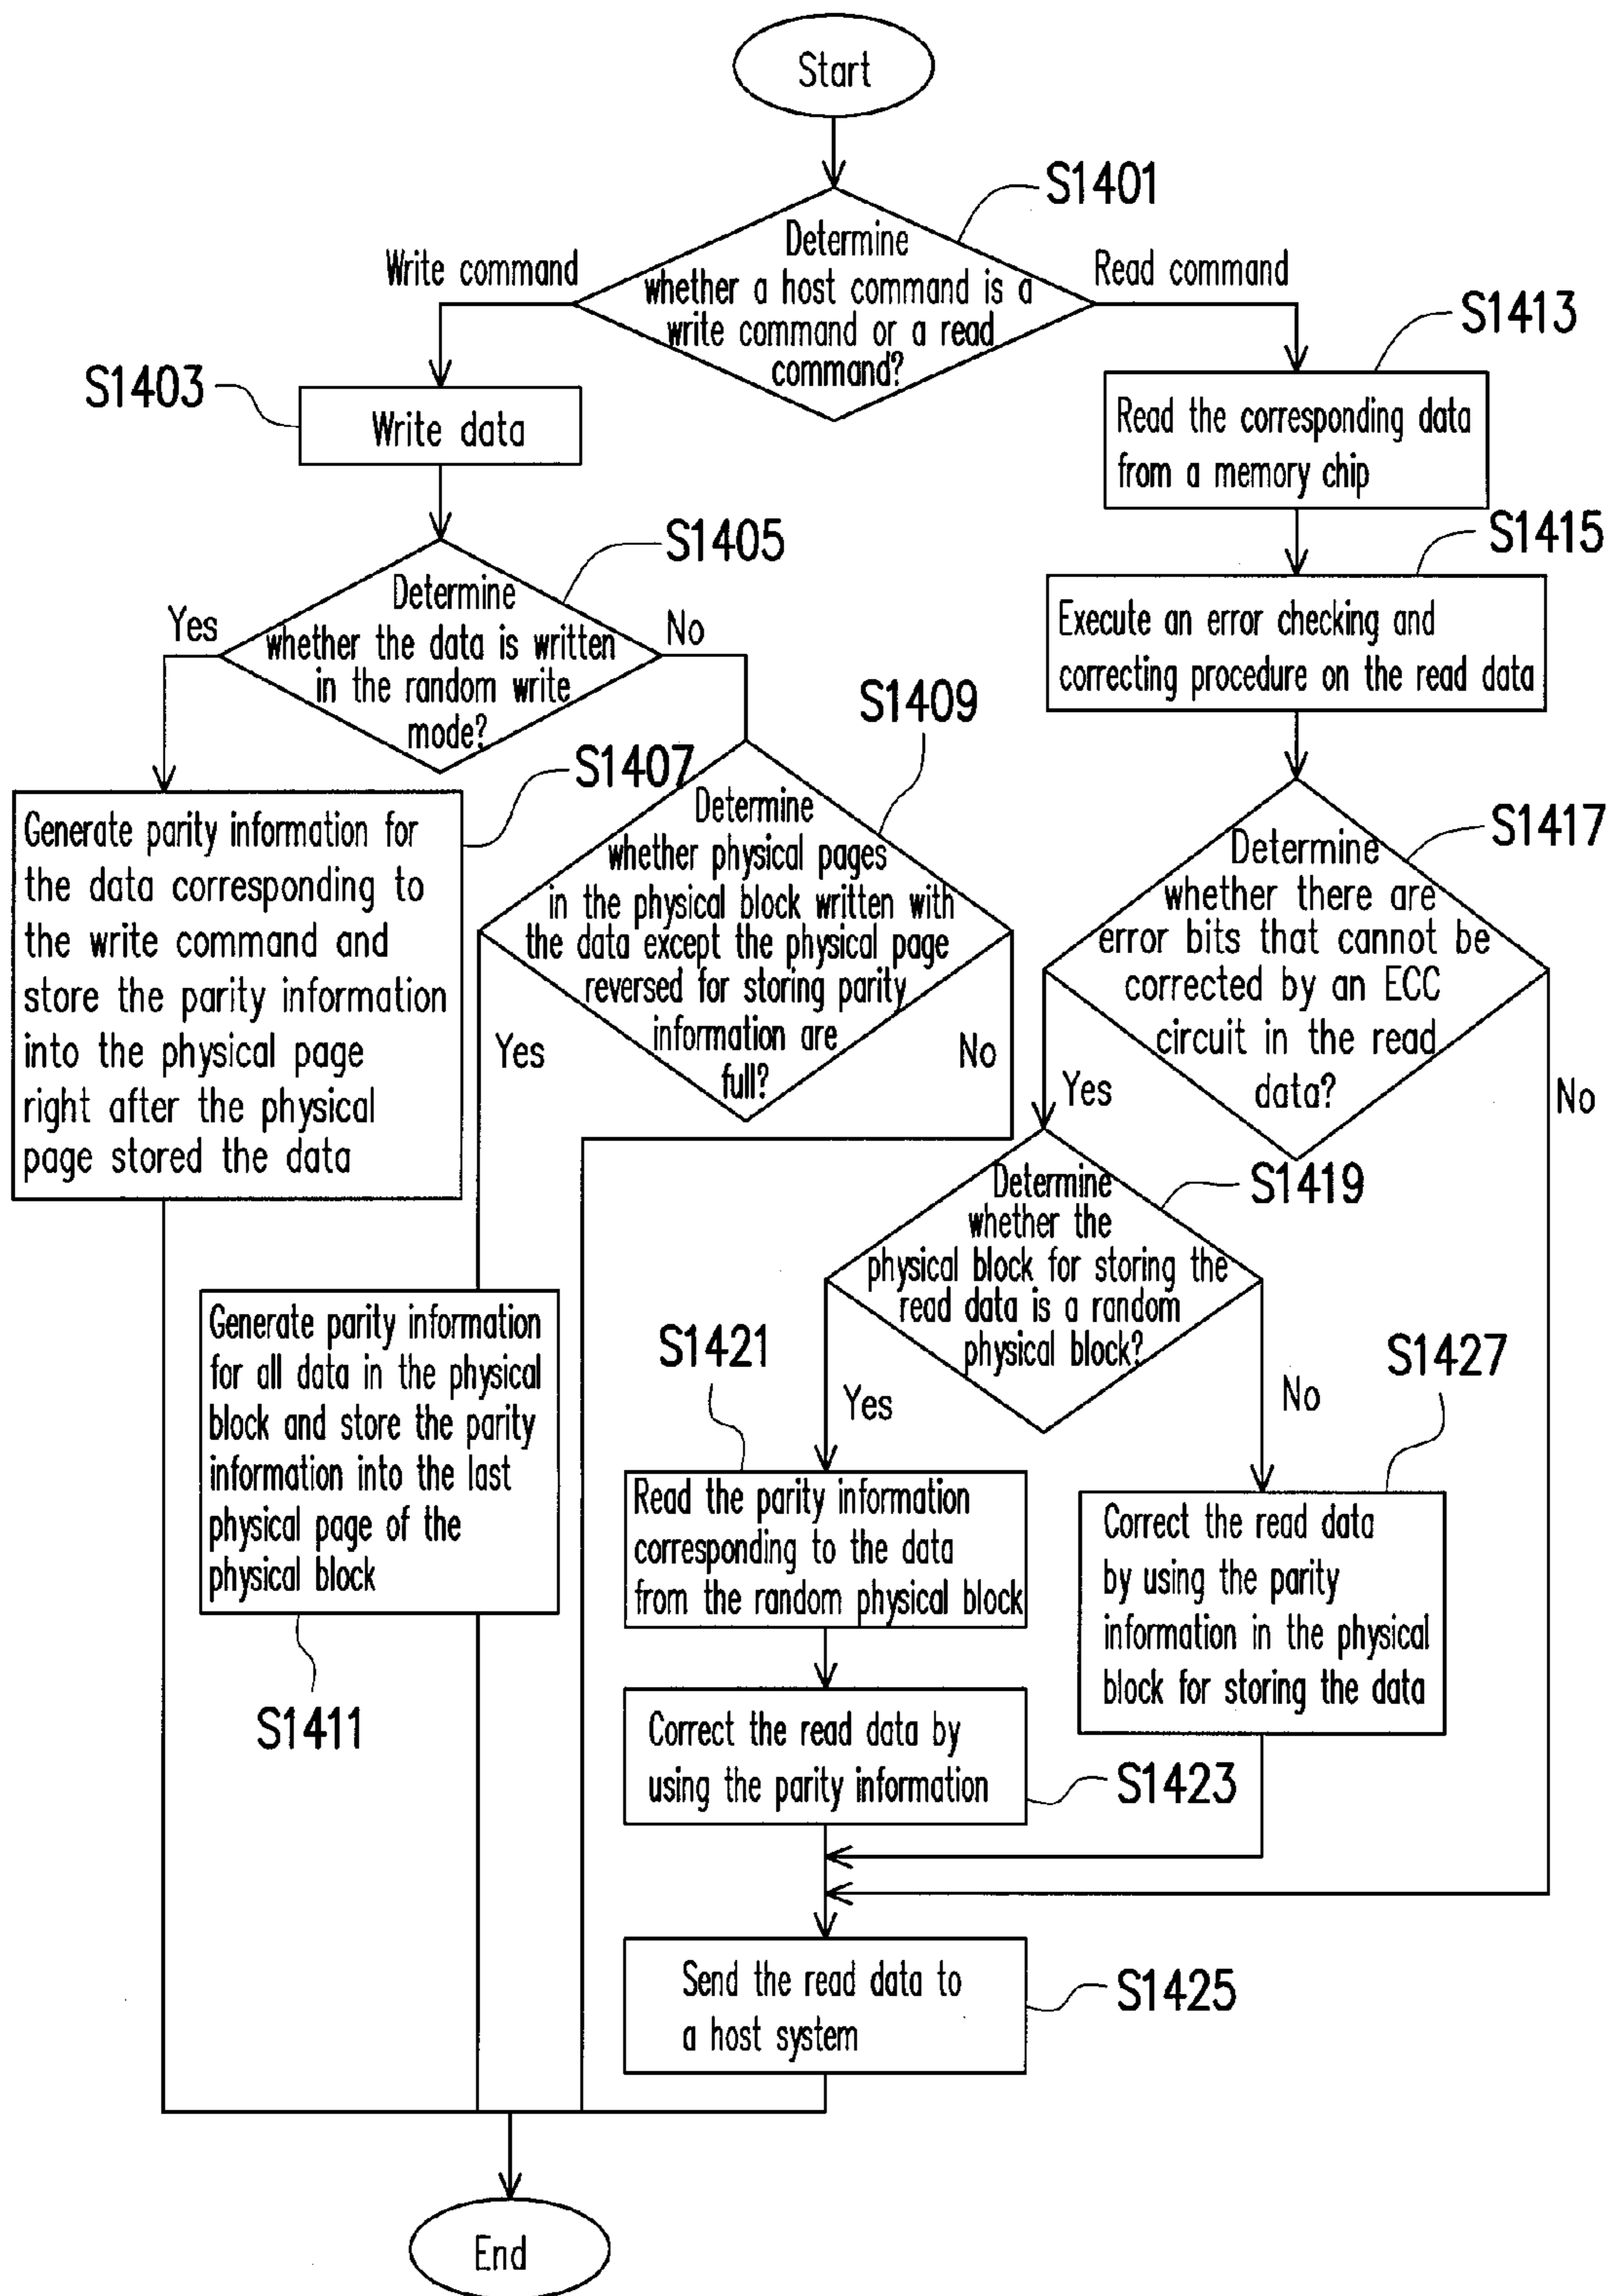 Start
S1401
Determine
whether a host command is a
write command or a read
command?
Write command
Read command
S1403
Write data
S1413
Read the corresponding data
from a memory chip
S1405
Determine
whether the data is written
in the random write
mode?
Yes
No
S1415
Execute an error checking and
correcting procedure on the read data
S1407
Generate parity information for
the data corresponding to
the write command and
store the parity information
into the physical page
right after the physical
page stored the data
S1409
Determine
whether physical pages
in the physical block written with
the data except the physical page
reversed for storing parity
information are
full?
Yes
No
S1417
Determine
whether there are
error bits that cannot be
corrected by an ECC
circuit in the read
data?
Yes
No
S1411
Generate parity information
for all data in the physical
block and store the parity
information into the last
physical page of the
physical block
S1419
Determine
whether the
physical block for storing the
read data is a random
physical block?
Yes
No
S1421
Read the parity information
corresponding to the data
from the random physical block
S1427
Correct the read data
by using the parity
information in the physical
block for storing the data
Correct the read data by
using the parity information
S1423
Send the read data to
a host system
S1425
End